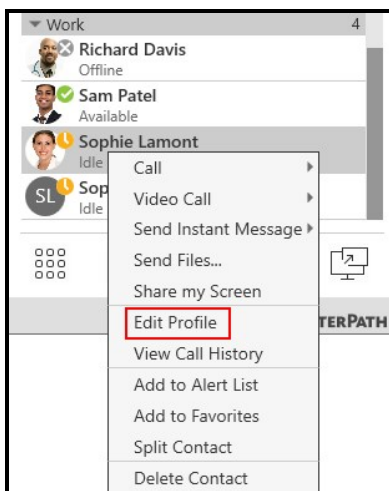 Work 4
Richard Davis
Offline
Sam Patel
Available
Sophie Lamont
Idle
SL Sop
Idle
Call
Video Call
Send Instant Message
Send Files...
Share my Screen
Edit Profile
TERPATH
View Call History
Add to Alert List
Add to Favorites
Split Contact
Delete Contact